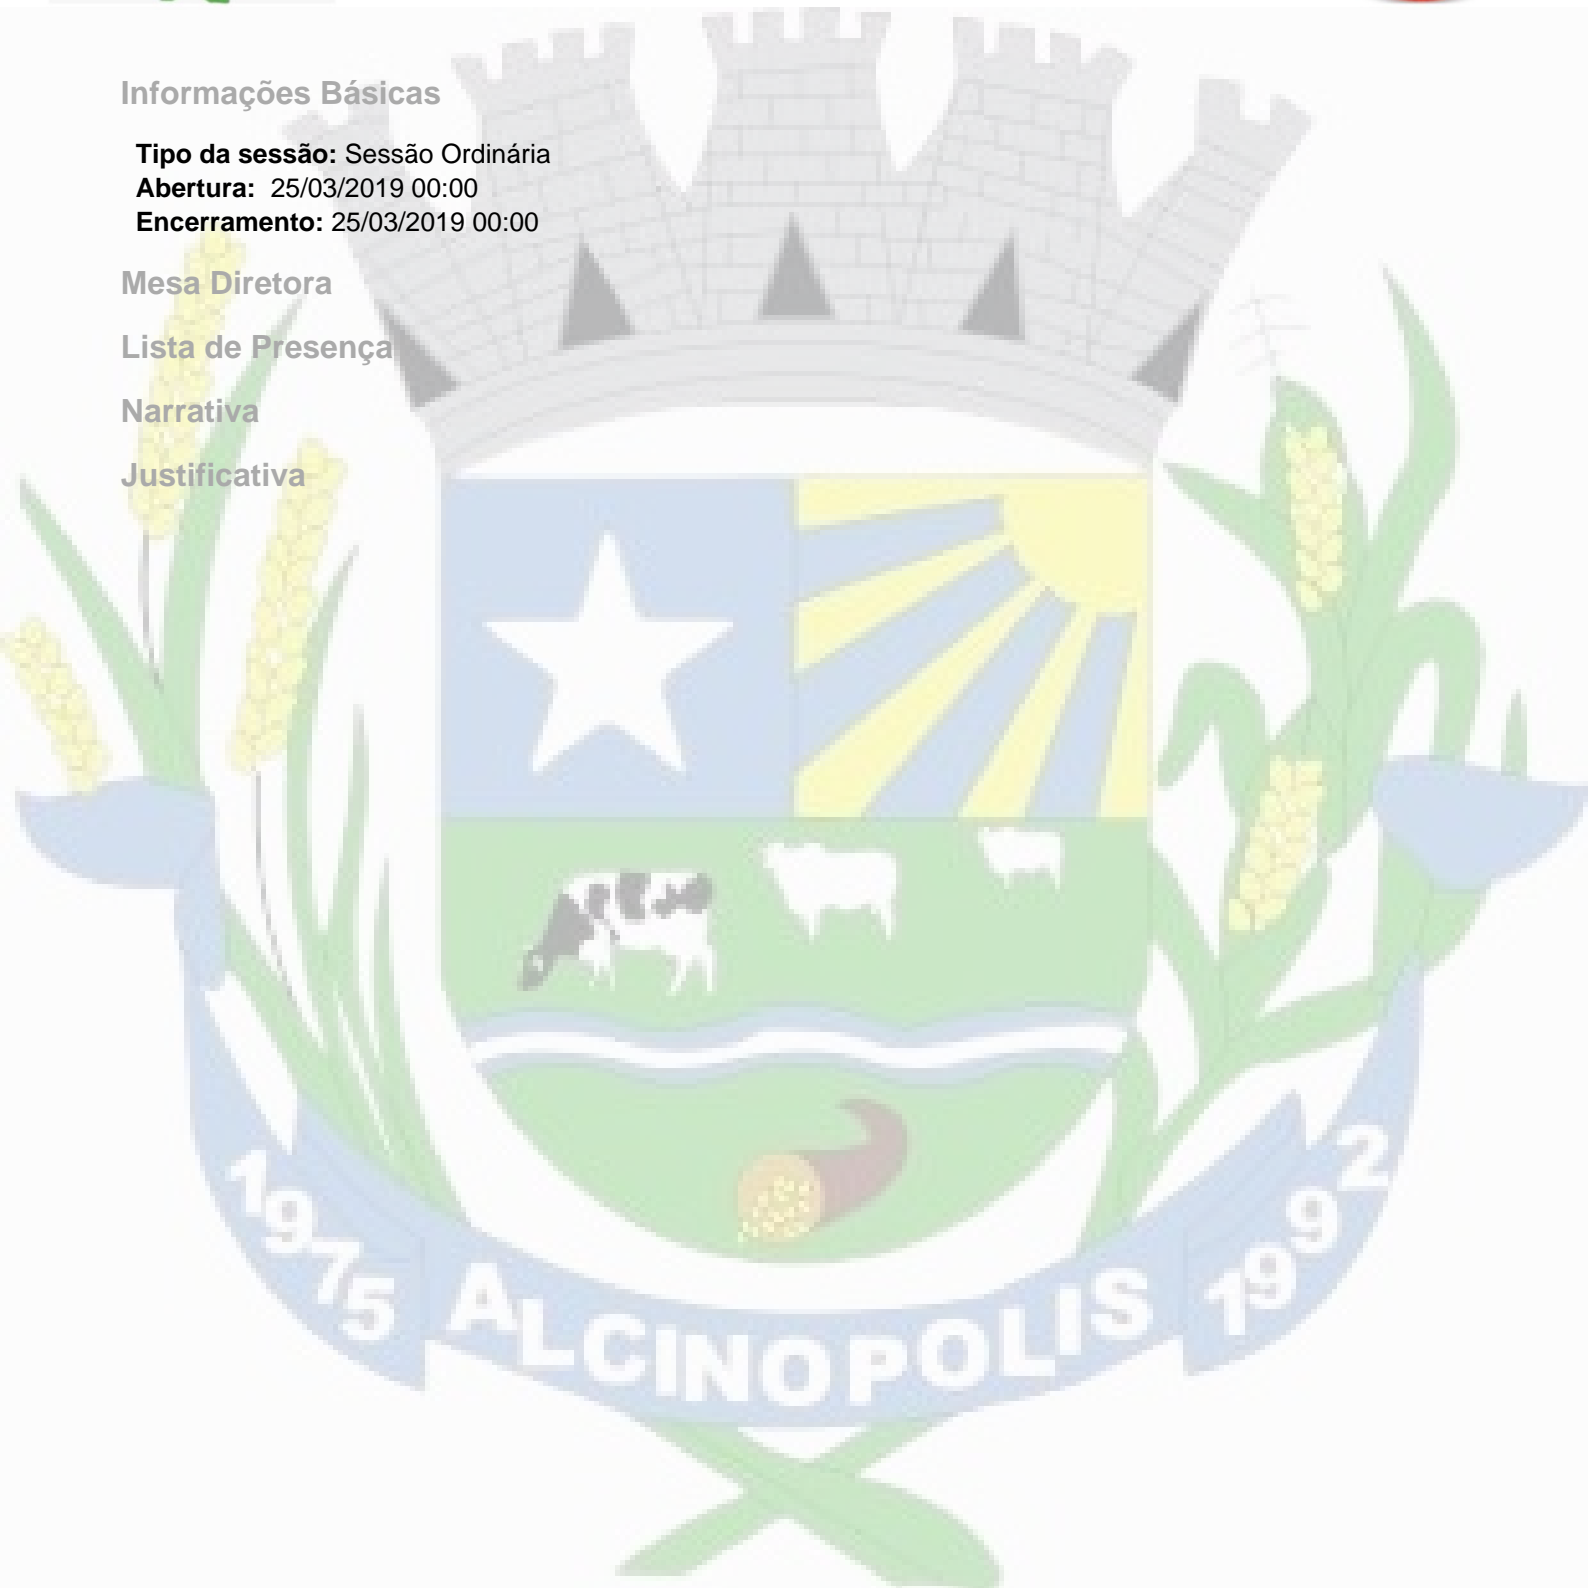 Informações Básicas
Tipo da sessão: Sessão Ordinária
Abertura: 25/03/2019 00:00
Encerramento: 25/03/2019 00:00
Mesa Diretora
Lista de Presença
Narrativa
Justificativa
1975 ALCINOPOLIS 1992